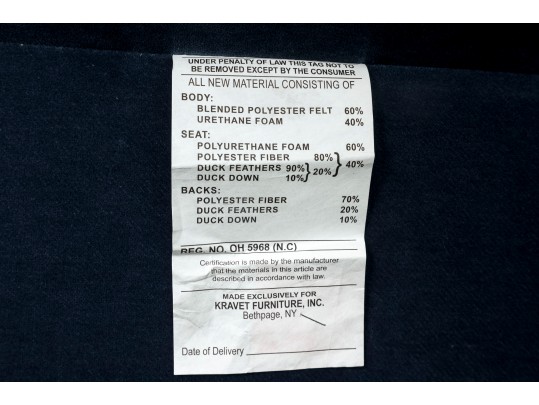 UNDER PENALTY OF LAW THIS TAG NOT TO
BE REMOVED EXCEPT BY THE CONSUMER
ALL NEW MATERIAL CONSISTING OF
BODY:
BLENDED POLYESTER FELT 60%
URETHANE FOAM 40%
SEAT:
POLYURETHANE FOAM 60%
POLYESTER FIBER 80%
40%
DUCK FEATHERS 90%
20%
DUCK DOWN 10%
BACKS:
POLYESTER FIBER 70%
DUCK FEATHERS 20%
DUCK DOWN 10%
REG. NO. OH 5968 (N.C)
Certification is made by the manufacturer
that the materials in this article are
described in accordance with law.
MADE EXCLUSIVELY FOR
KRAVET FURNITURE, INC.
Bethpage, NY
Date of Delivery